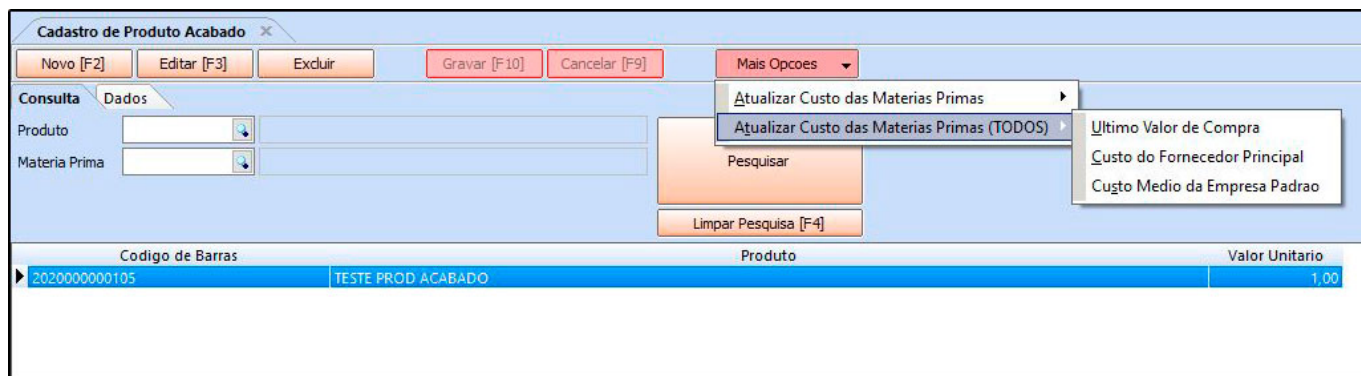 Cadastro de Produto Acabado
Novo [F2] Editar [F3] Excluir Gravar [F10] Cancelar [F9] Mais Opcoes
Consulta Dados
Atualizar Custo das Materias Primas
Produto
Atualizar Custo das Materias Primas (TODOS) Ultimo Valor de Compra
Materia Prima Pesquisar Custo do Fornecedor Principal
Custo Medio da Empresa Padrao
Limpar Pesquisa [F4]
Codigo de Barras Produto Valor Unitario
2020000000105 TESTE PROD ACABADO 1,00